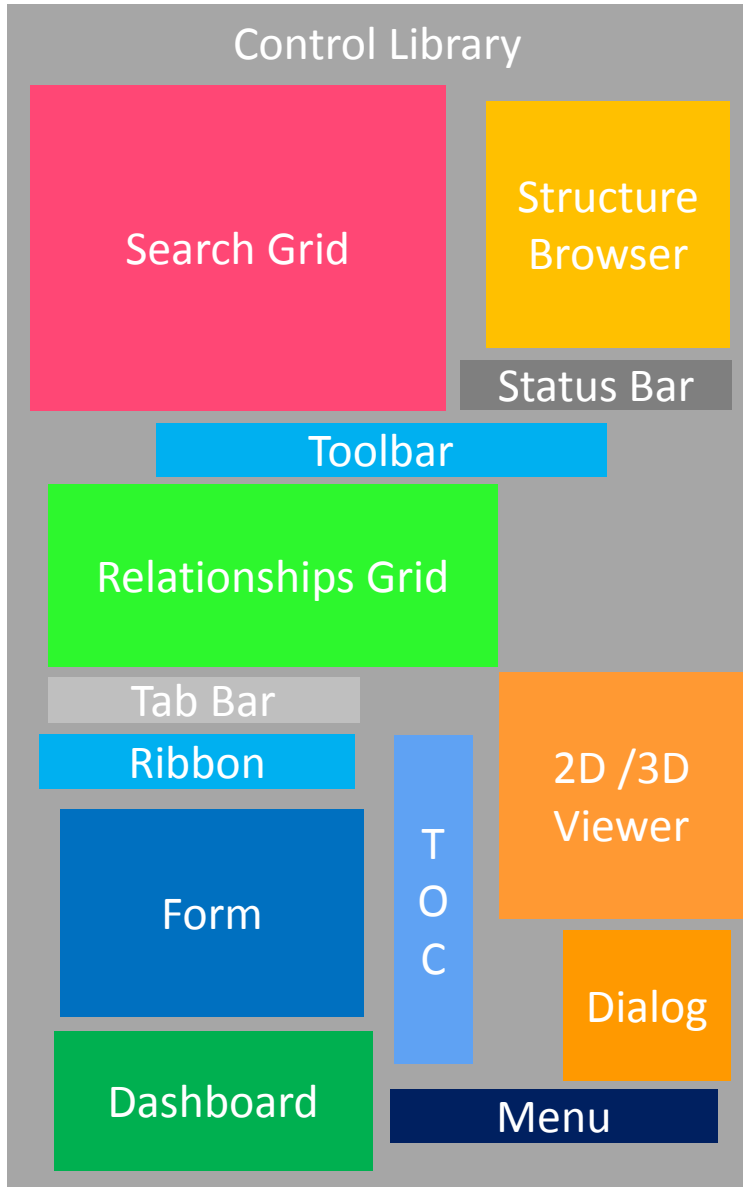 Control Library
Search Grid
Structure
Browser
Status Bar
Toolbar
Relationships Grid
Tab Bar
Ribbon
2D /3D
Viewer
T
O
C
Form
Dialog
Dashboard
Menu